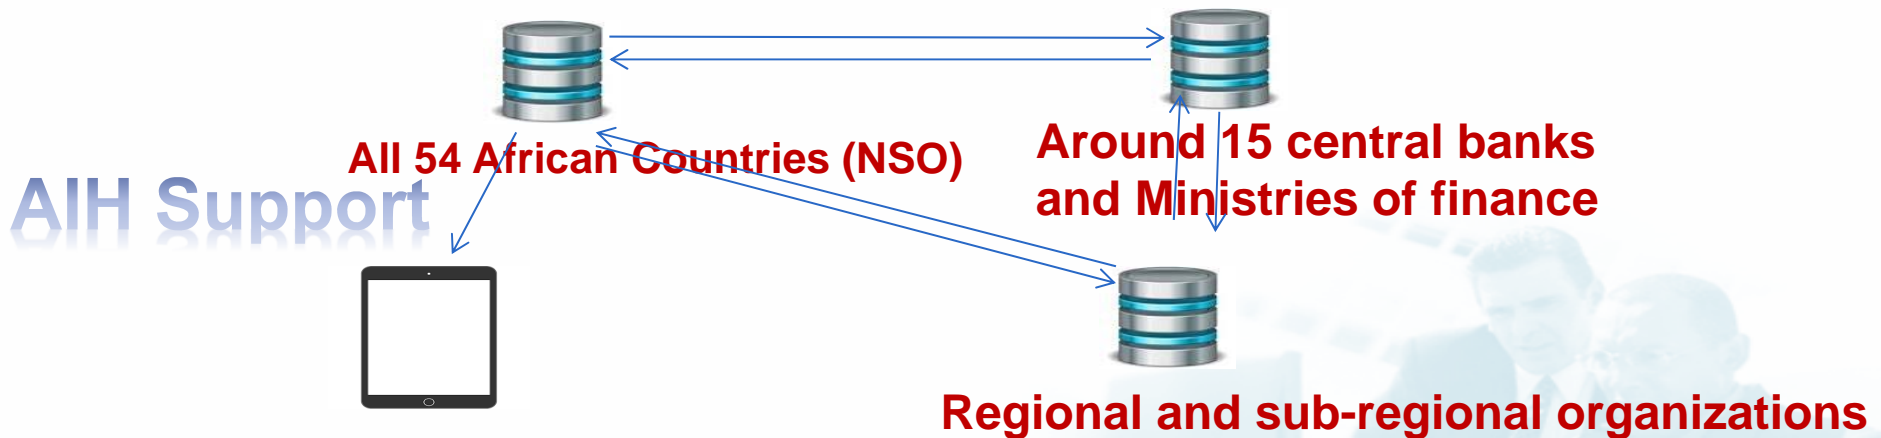 All 54 African Countries (NSO)
Around 15 central banks
and Ministries of finance
AIH Support
Regional and sub-regional organizations